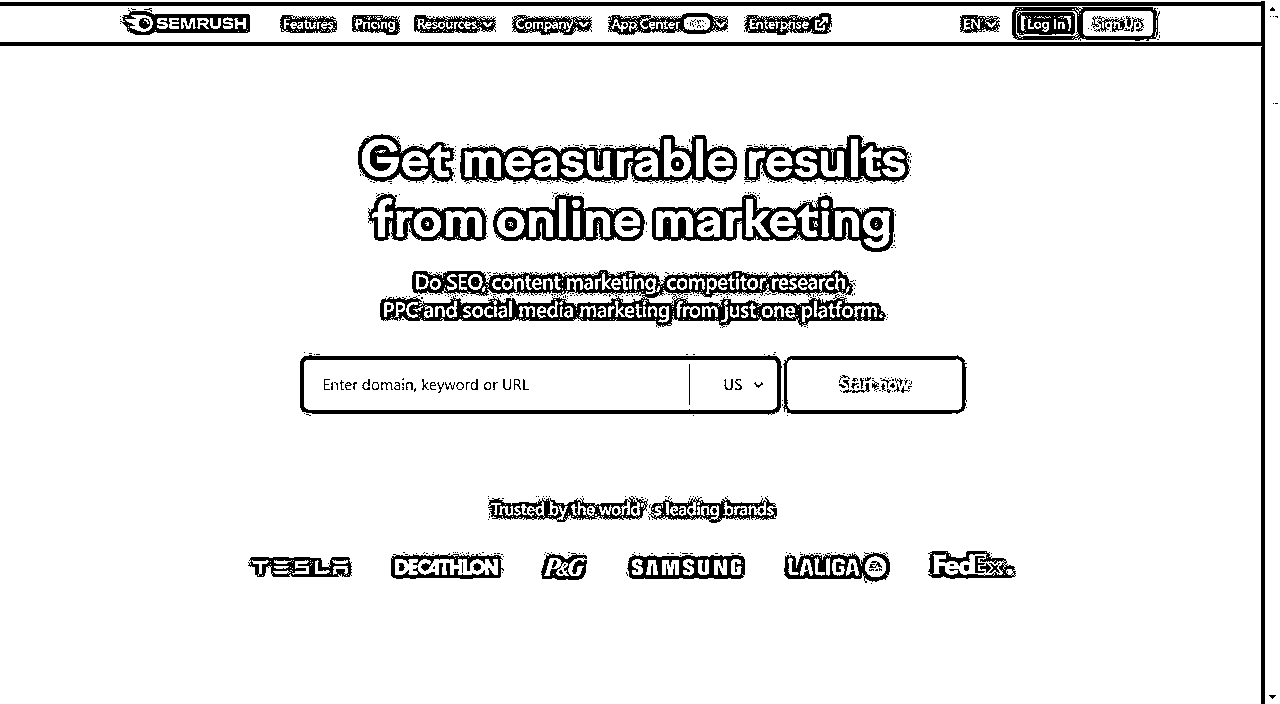 SEMRUSH Features Pricing Resources Company App Center Enterprise EN Log in Sign Up
Get measurable results
from online marketing
Do SEO, content marketing, competitor research,
PPC and social media marketing from just one platform.
Enter domain, keyword or URL US Start now
Trusted by the world’s leading brands
TESLA DECATHLON P&G SAMSUNG LALIGA FedEx